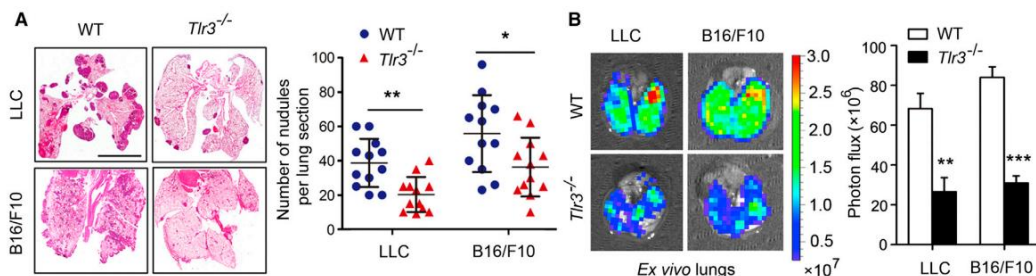 A
WT
Tlr3⁻/⁻
LLC
B16/F10
Number of nodules
per lung section
100
80
60
40
20
0
WT
Tlr3⁻/⁻
**
*
LLC
B16/F10
B
LLC
B16/F10
WT
Tlr3⁻/⁻
Ex vivo lungs
3.0
2.5
2.0
1.5
1.0
0.5
×10⁷
Photon flux (×10⁶)
100
80
60
40
20
0
WT
Tlr3⁻/⁻
**
***
LLC
B16/F10